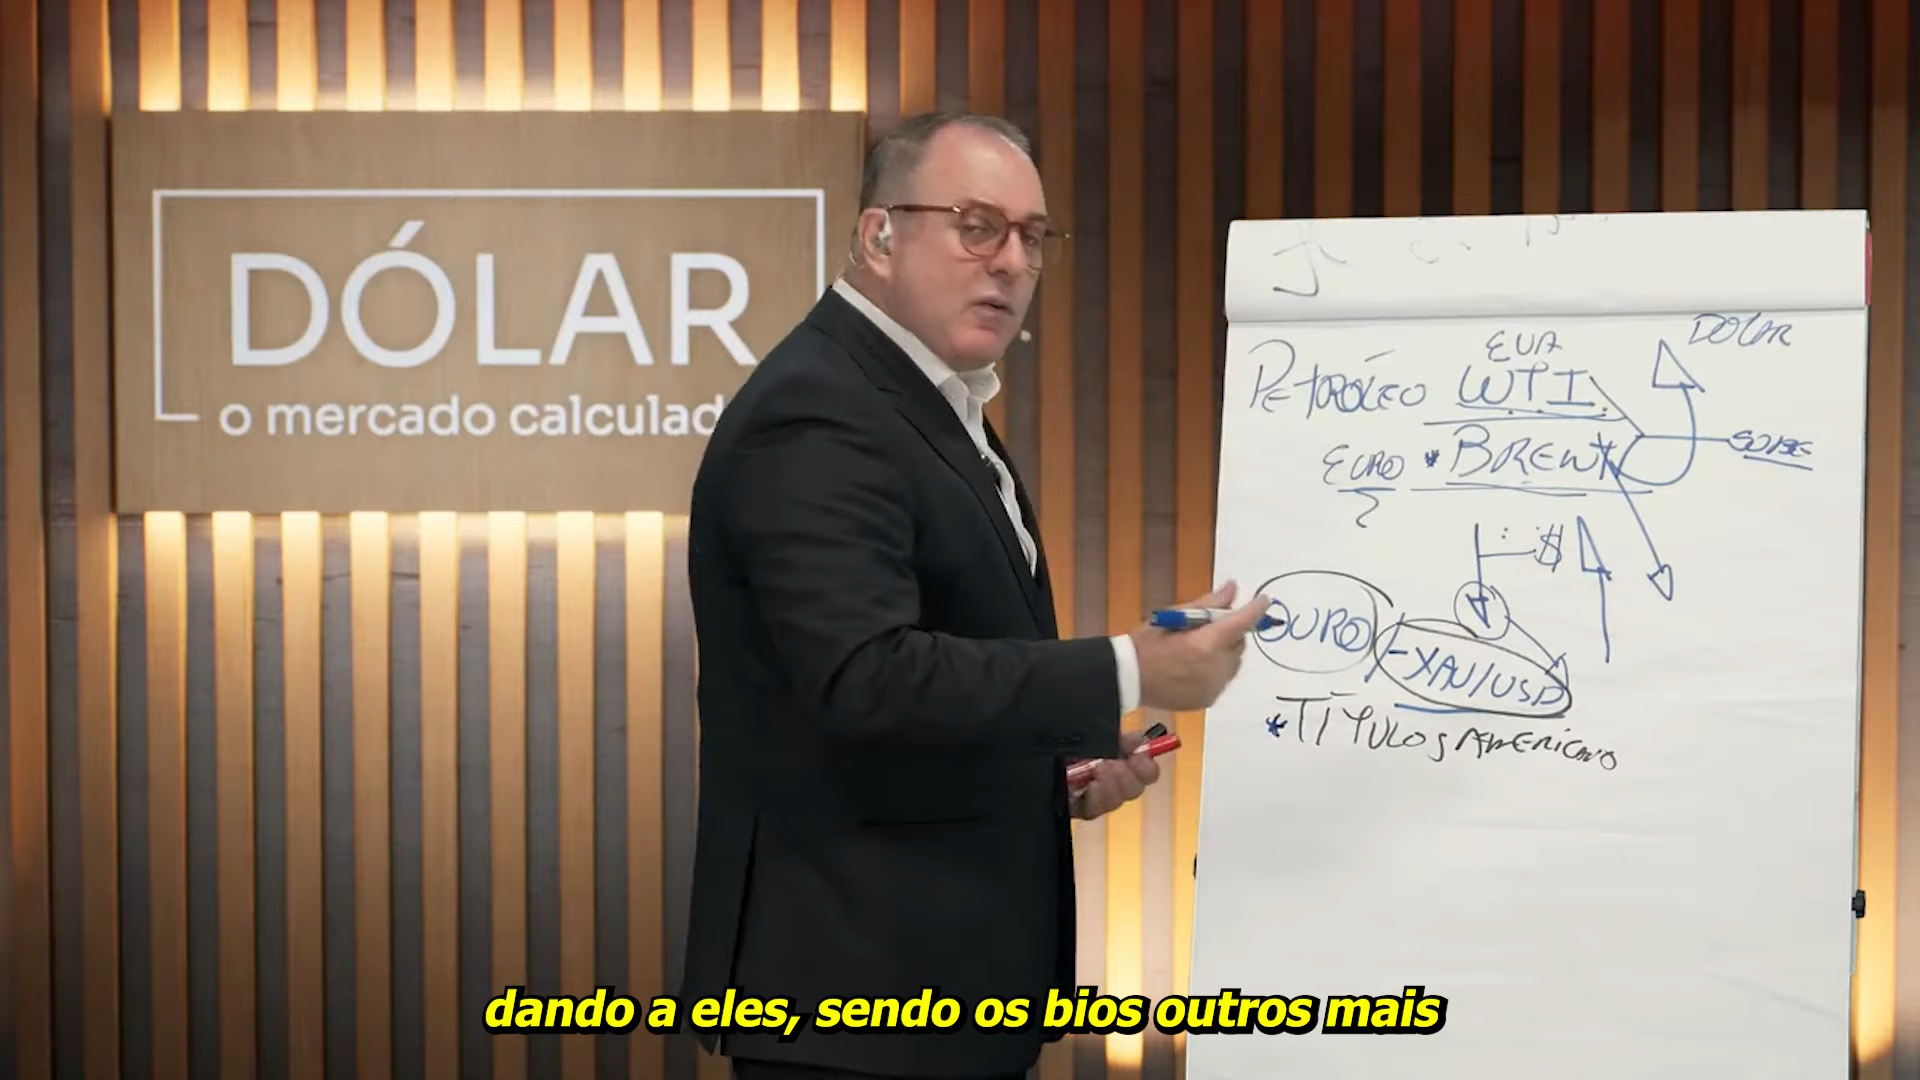 DÓLAR
o mercado calculad
EUA
DOLAR
PETRÓLEO WTI
SOBE
EURO * BRENT
$
OURO
-XAU/USD
*TÍTULOS AMERICANO
dando a eles, sendo os bios outros mais